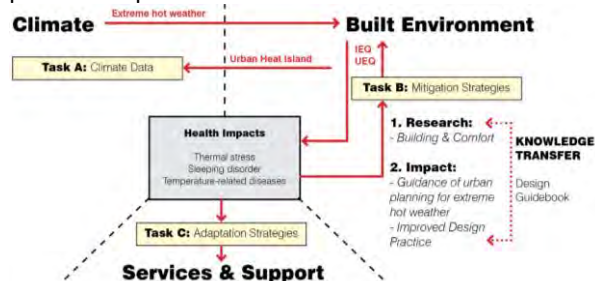 Extreme hot weather
Climate
Built Environment
Urban Heat Island
IEQ
UEQ
Task A: Climate Data
Task B: Mitigation Strategies
Health Impacts
Thermal stress
Sleeping disorder
Temperature-related diseases
1. Research:
- Building & Comfort
2. Impact:
- Guidance of urban
planning for extreme
hot weather
- Improved Design
Practice
KNOWLEDGE
TRANSFER
Design
Guidebook
Task C: Adaptation Strategies
Services & Support